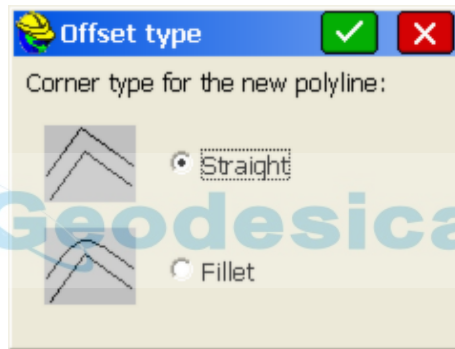 Offset type
Corner type for the new polyline:
Straight
Geodesica
Fillet